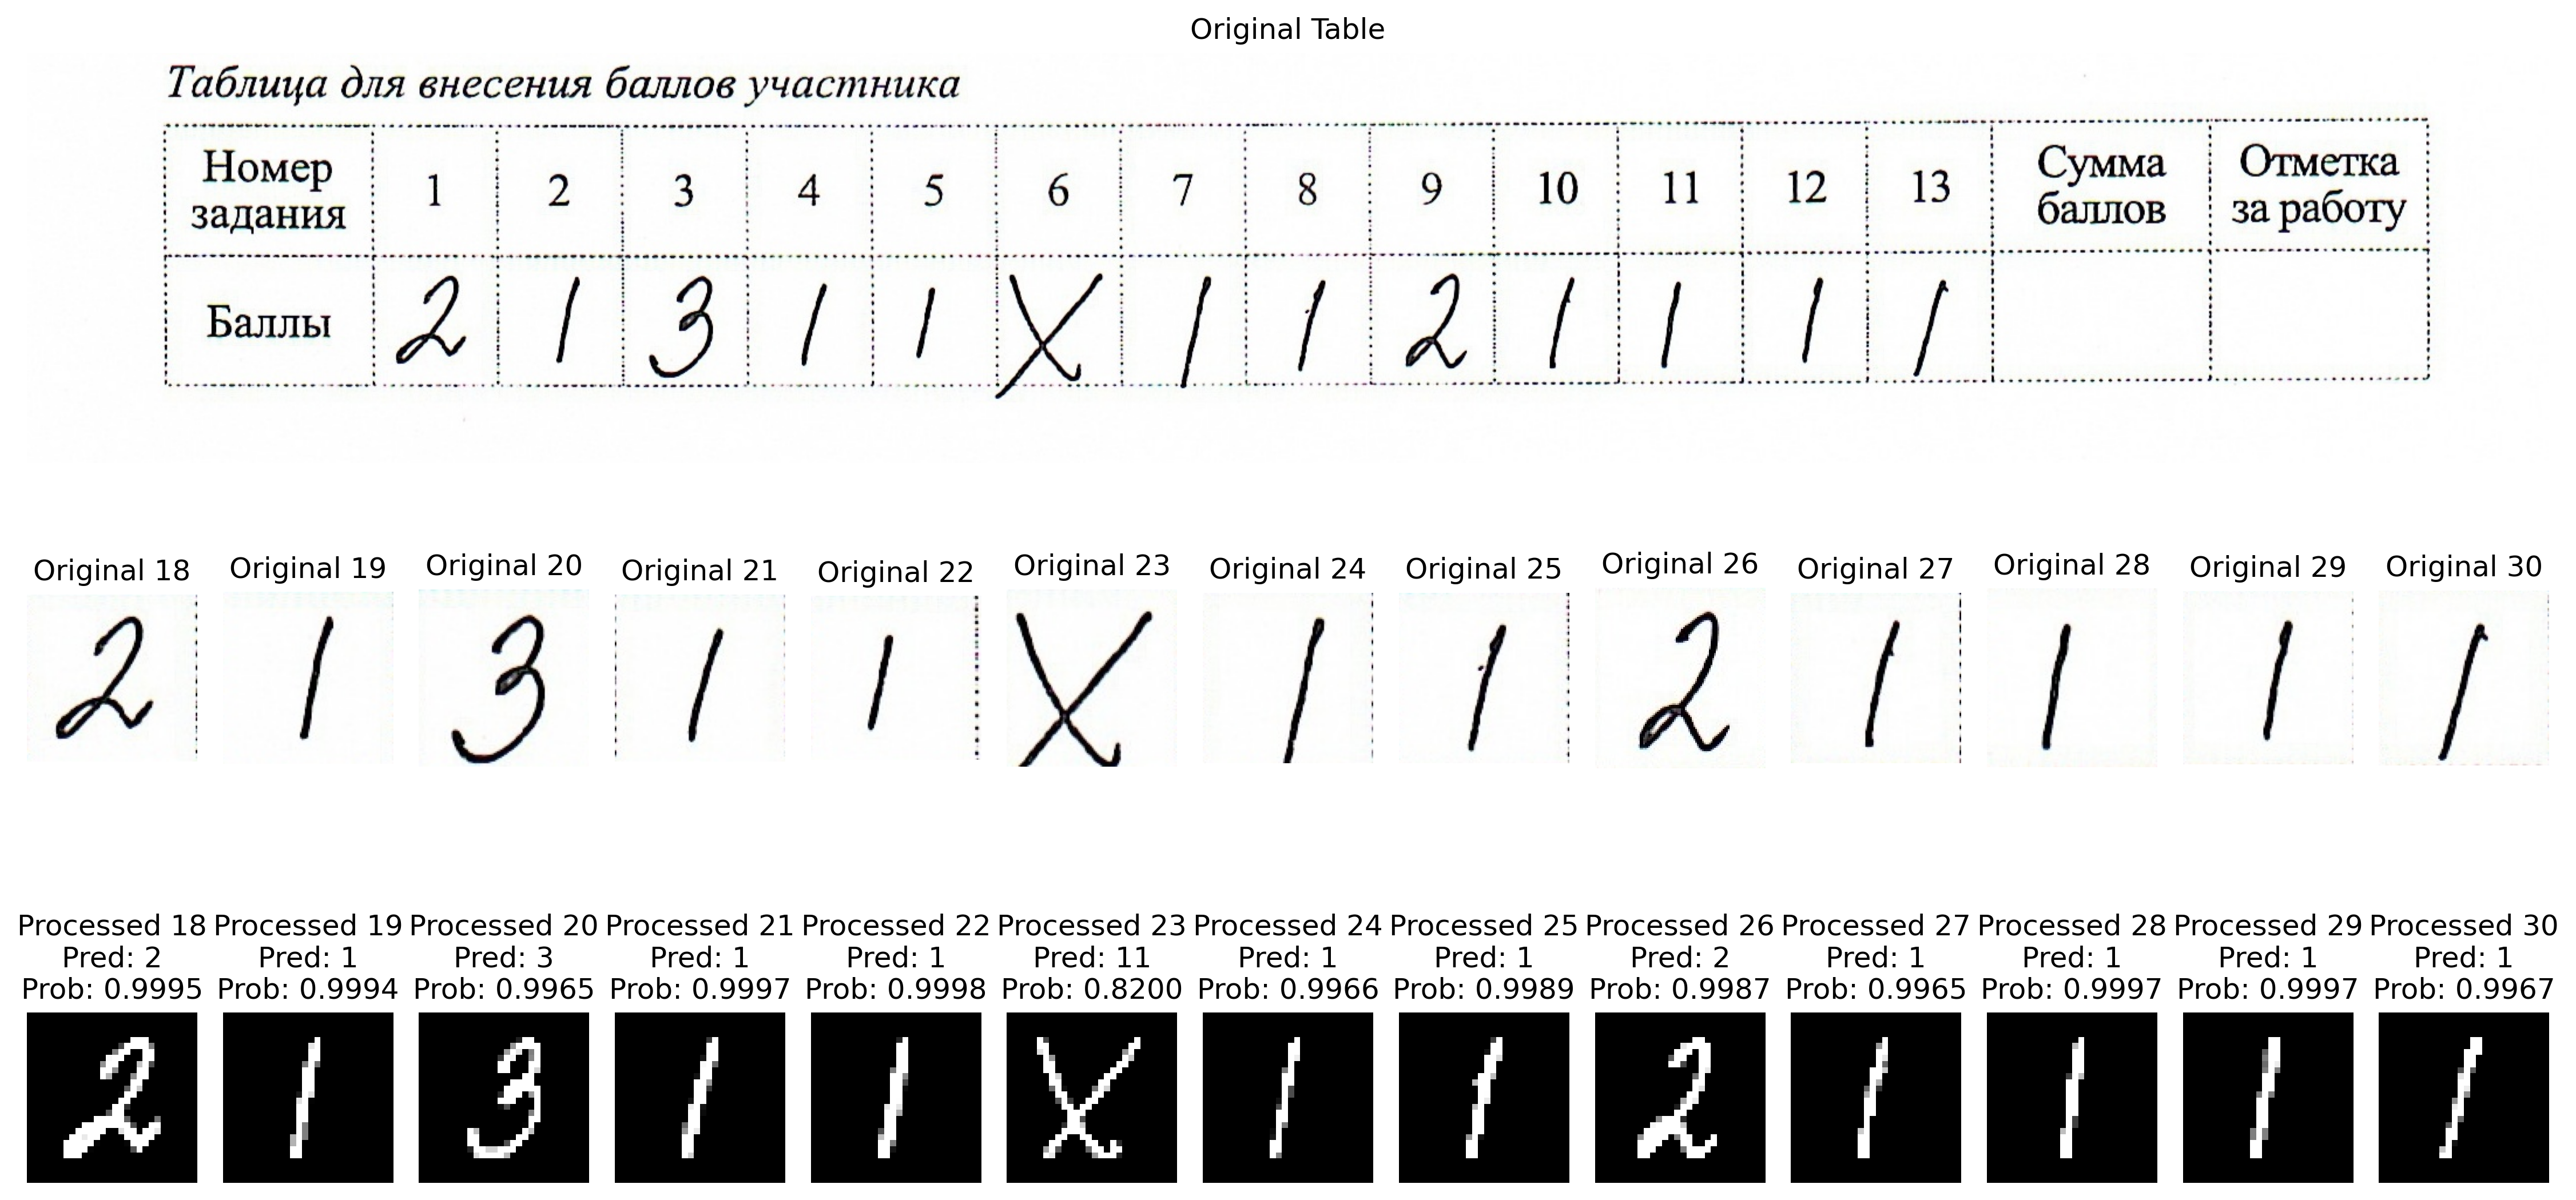 Original Table
Таблица для внесения баллов участника
Номер задания 1 2 3 4 5 6 7 8 9 10 11 12 13 Сумма баллов Отметка за работу
Баллы 2 1 3 1 1 X 1 1 2 1 1 1 1
Original 18 Original 19 Original 20 Original 21 Original 22 Original 23 Original 24 Original 25 Original 26 Original 27 Original 28 Original 29 Original 30
2 1 3 1 1 X 1 1 2 1 1 1 1
Processed 18 Processed 19 Processed 20 Processed 21 Processed 22 Processed 23 Processed 24 Processed 25 Processed 26 Processed 27 Processed 28 Processed 29 Processed 30
Pred: 2 Pred: 1 Pred: 3 Pred: 1 Pred: 1 Pred: 11 Pred: 1 Pred: 1 Pred: 2 Pred: 1 Pred: 1 Pred: 1 Pred: 1
Prob: 0.9995 Prob: 0.9994 Prob: 0.9965 Prob: 0.9997 Prob: 0.9998 Prob: 0.8200 Prob: 0.9966 Prob: 0.9989 Prob: 0.9987 Prob: 0.9965 Prob: 0.9997 Prob: 0.9997 Prob: 0.9967
2 1 3 1 1 X 1 1 2 1 1 1 1